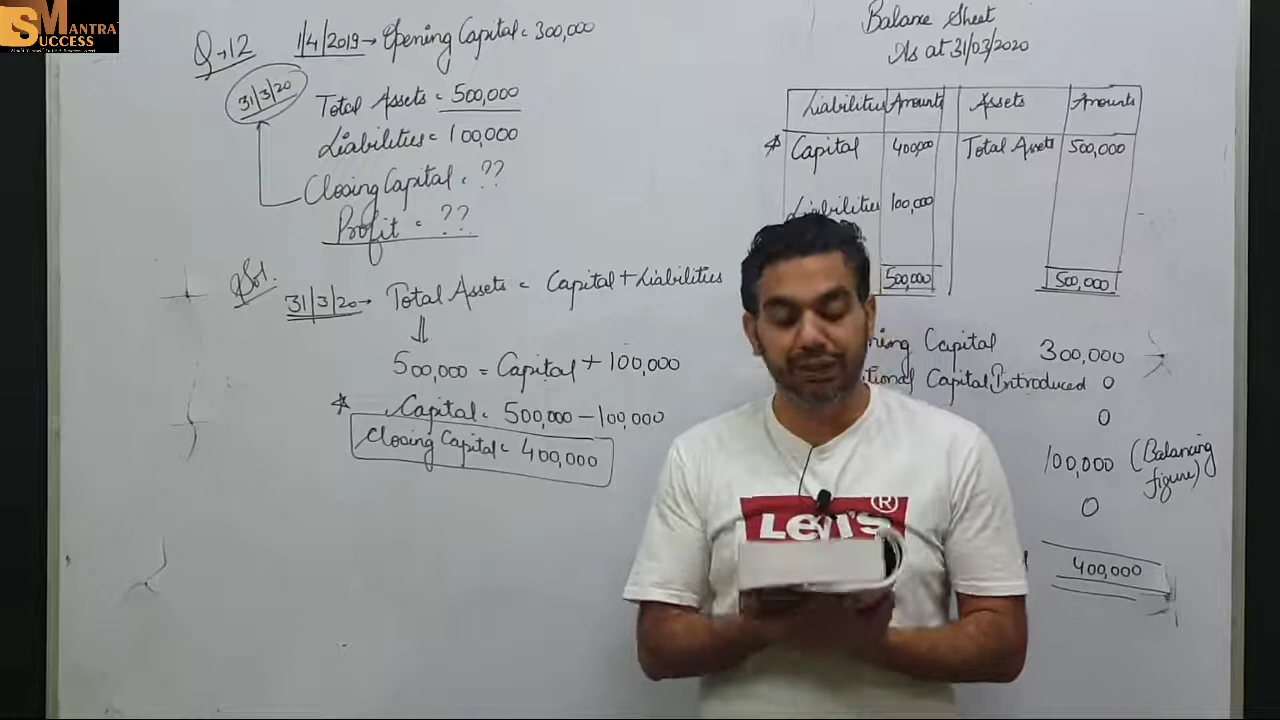 SMANTRA
SUCCESS
Q→12
1/4/2019→ Opening Capital = 300,000
31/3/20
Total Assets = 500,000
Liabilities = 100,000
Closing Capital = ??
Profit = ??
Sol.
31/3/20→ Total Assets = Capital + Liabilities
⇓
500,000 = Capital + 100,000
Capital = 500,000 − 100,000
Closing Capital = 400,000
Balance Sheet
As at 31/03/2020
Liabilities Amounts Assets Amounts
Capital 400,000 Total Assets 500,000
Liabilities 100,000
500,000 500,000
ning Capital 300,000
tional Capital Introduced 0
0
100,000 (Balancing
figure)
0
400,000
Levi's
®